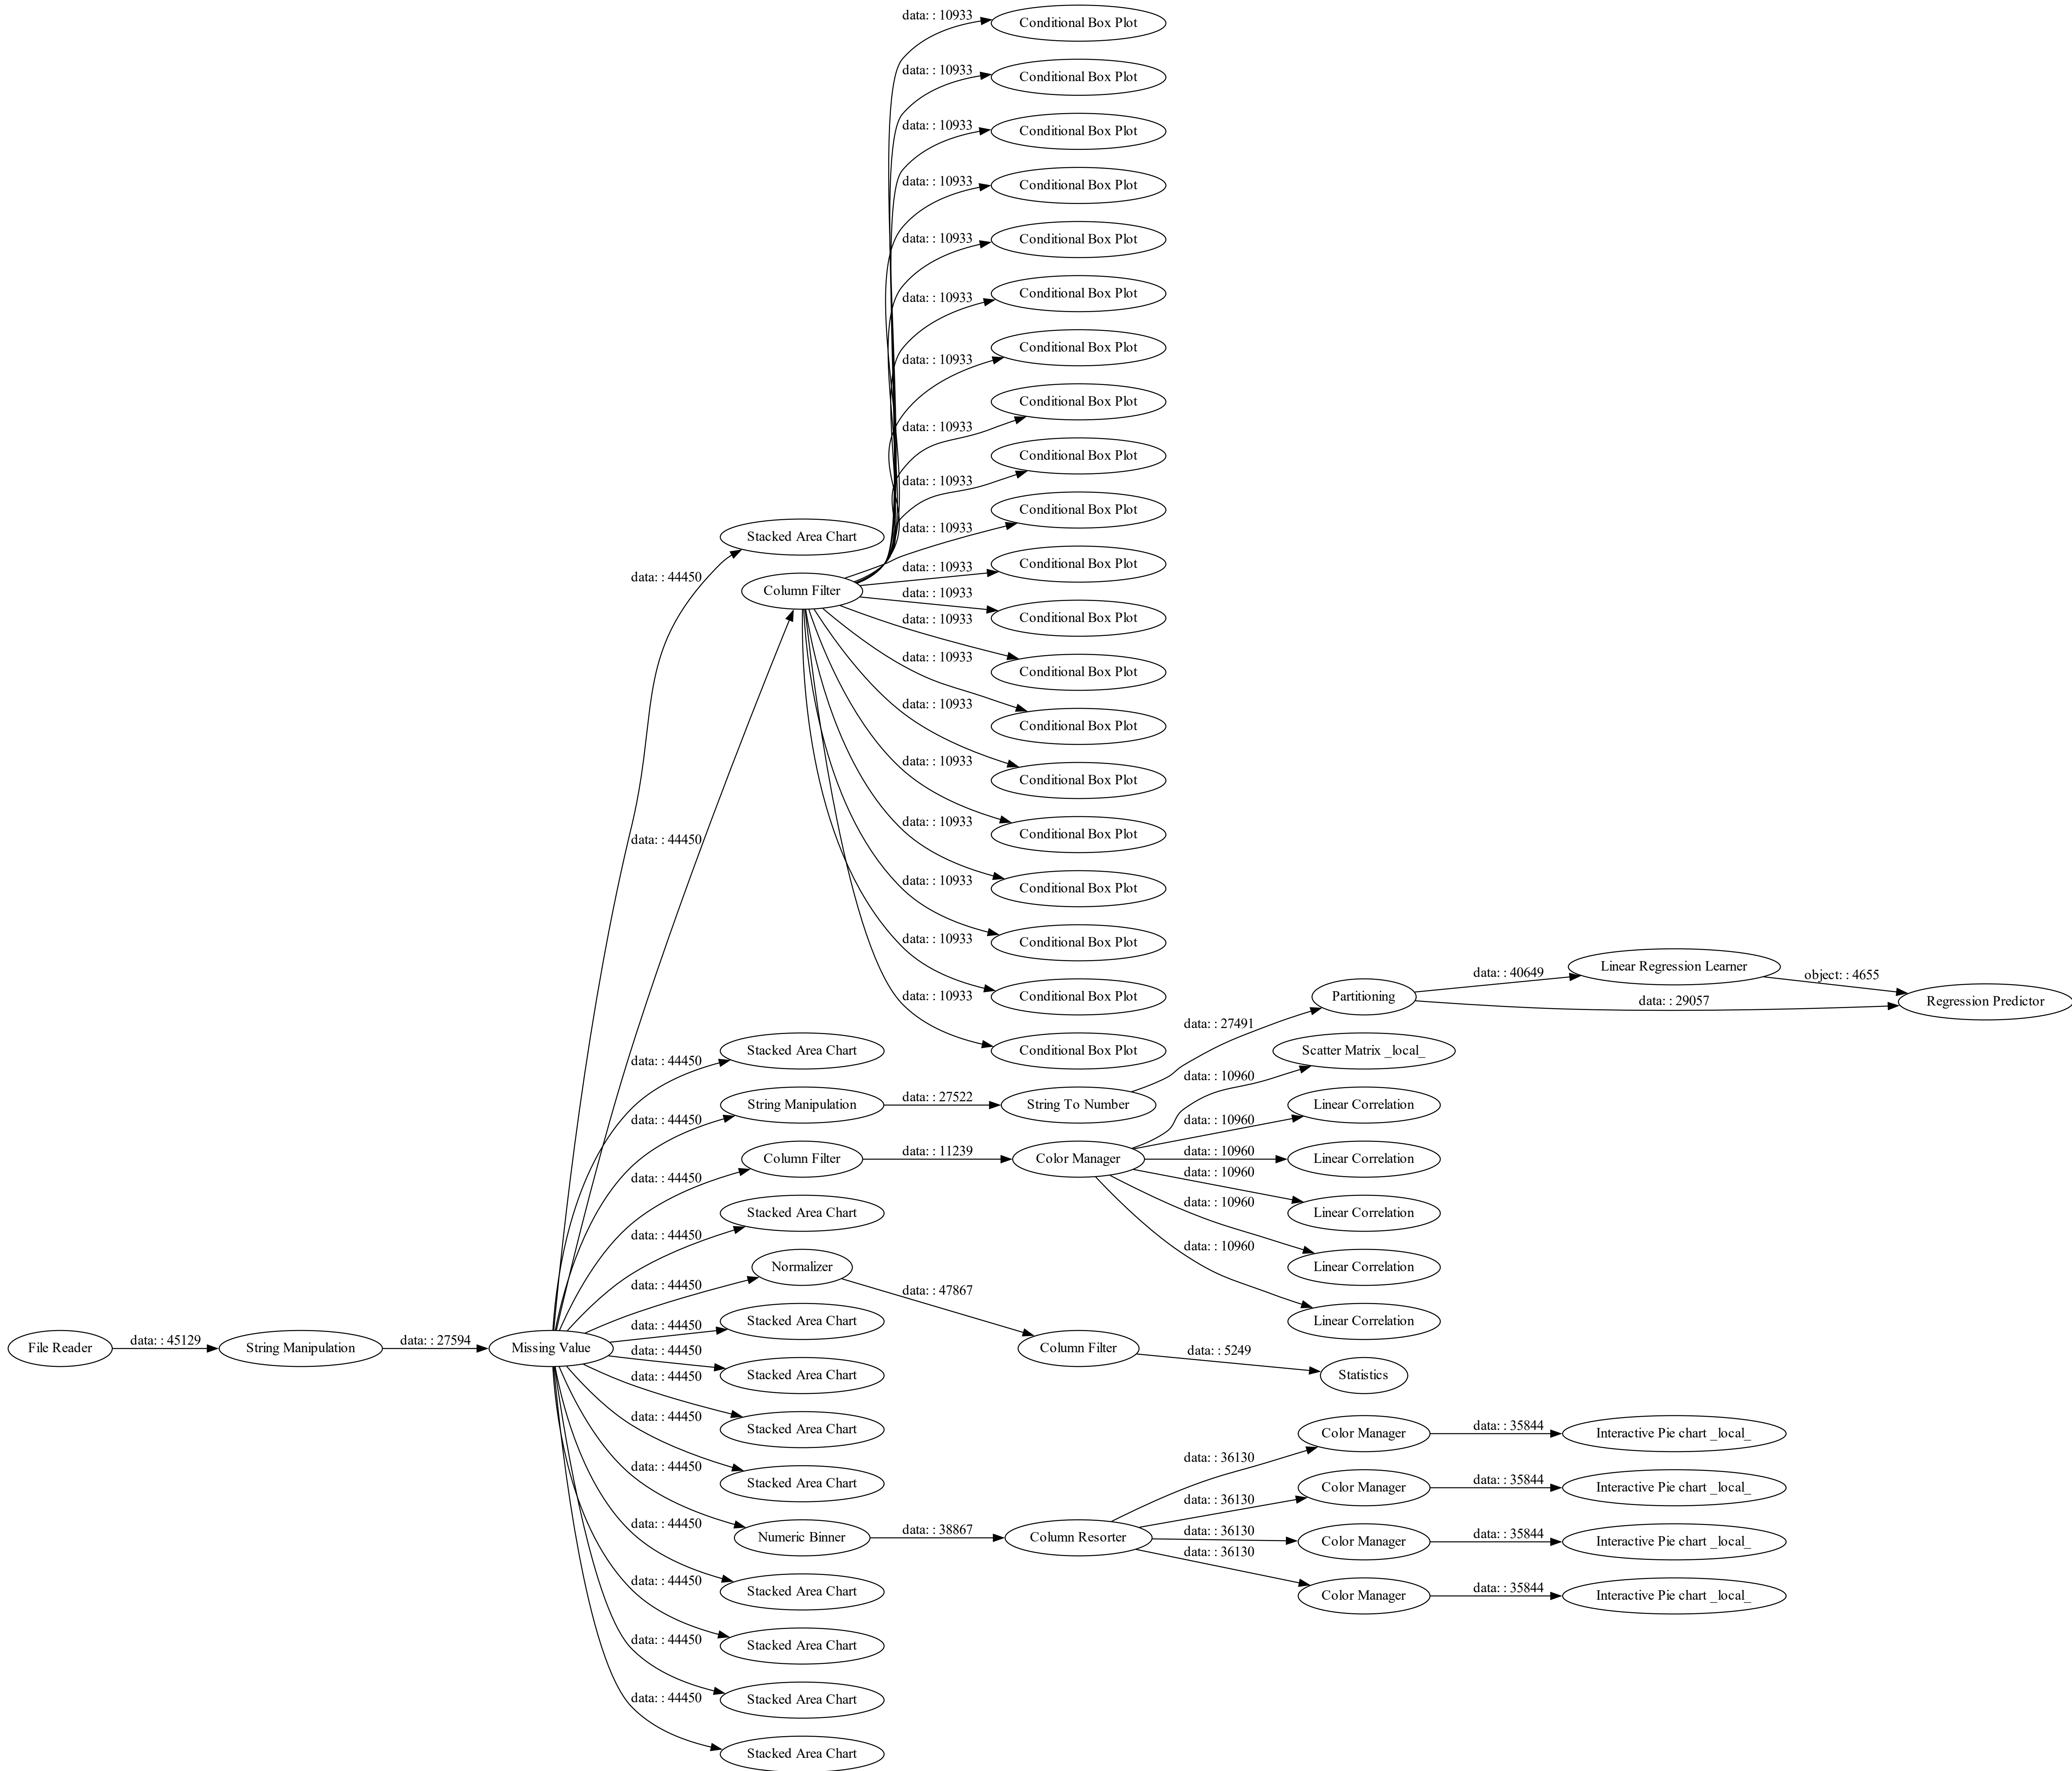 data: : 10933
Conditional Box Plot
data: : 10933
Conditional Box Plot
data: : 10933
Conditional Box Plot
data: : 10933
Conditional Box Plot
data: : 10933
Conditional Box Plot
data: : 10933
Conditional Box Plot
data: : 10933
Conditional Box Plot
data: : 10933
Conditional Box Plot
data: : 10933
Conditional Box Plot
data: : 10933
Conditional Box Plot
Stacked Area Chart
data: : 44450
data: : 10933
Conditional Box Plot
Column Filter
data: : 10933
Conditional Box Plot
data: : 10933
Conditional Box Plot
data: : 10933
Conditional Box Plot
data: : 10933
Conditional Box Plot
data: : 10933
Conditional Box Plot
data: : 44450
data: : 10933
Conditional Box Plot
data: : 10933
Conditional Box Plot
data: : 10933
Conditional Box Plot
data: : 10933
Conditional Box Plot
Linear Regression Learner
data: : 40649
object: : 4655
Partitioning
data: : 29057
Regression Predictor
data: : 27491
data: : 44450
Stacked Area Chart
Scatter Matrix _local_
data: : 10960
data: : 44450
String Manipulation
data: : 27522
String To Number
data: : 10960
Linear Correlation
data: : 44450
Column Filter
data: : 11239
Color Manager
data: : 10960
Linear Correlation
data: : 10960
Linear Correlation
data: : 44450
Stacked Area Chart
data: : 10960
Linear Correlation
data: : 44450
Normalizer
data: : 47867
data: : 10960
Linear Correlation
File Reader
data: : 45129
String Manipulation
data: : 27594
Missing Value
data: : 44450
Stacked Area Chart
Column Filter
data: : 5249
Statistics
data: : 44450
Stacked Area Chart
data: : 44450
Stacked Area Chart
data: : 44450
Stacked Area Chart
data: : 44450
Numeric Binner
data: : 38867
Column Resorter
data: : 36130
Color Manager
data: : 35844
Interactive Pie chart _local_
data: : 36130
Color Manager
data: : 35844
Interactive Pie chart _local_
data: : 36130
Color Manager
data: : 35844
Interactive Pie chart _local_
data: : 36130
Color Manager
data: : 35844
Interactive Pie chart _local_
data: : 44450
Stacked Area Chart
data: : 44450
Stacked Area Chart
data: : 44450
Stacked Area Chart
data: : 44450
Stacked Area Chart